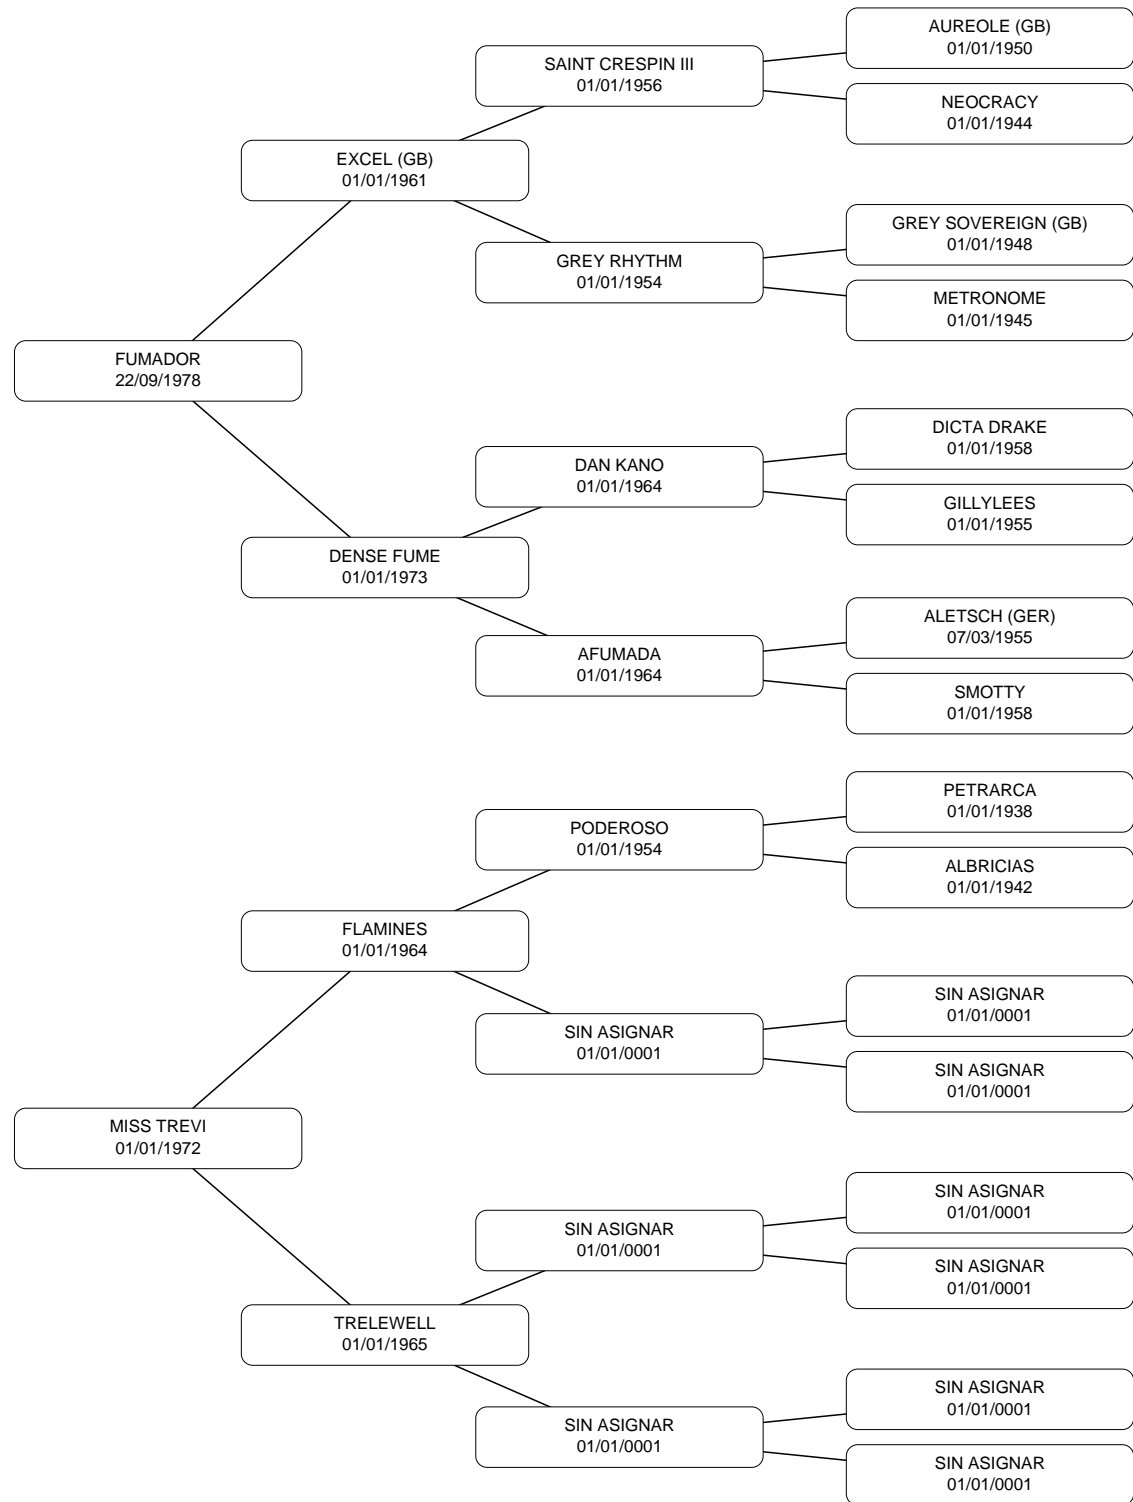 AUREOLE (GB)
01/01/1950
SAINT CRESPIN III
01/01/1956
NEOCRACY
01/01/1944
EXCEL (GB)
01/01/1961
GREY SOVEREIGN (GB)
01/01/1948
GREY RHYTHM
01/01/1954
METRONOME
01/01/1945
FUMADOR
22/09/1978
DICTA DRAKE
01/01/1958
DAN KANO
01/01/1964
GILLYLEES
01/01/1955
DENSE FUME
01/01/1973
ALETSCH (GER)
07/03/1955
AFUMADA
01/01/1964
SMOTTY
01/01/1958
PETRARCA
01/01/1938
PODEROSO
01/01/1954
ALBRICIAS
01/01/1942
FLAMINES
01/01/1964
SIN ASIGNAR
01/01/0001
SIN ASIGNAR
01/01/0001
SIN ASIGNAR
01/01/0001
MISS TREVI
01/01/1972
SIN ASIGNAR
01/01/0001
SIN ASIGNAR
01/01/0001
SIN ASIGNAR
01/01/0001
TRELEWELL
01/01/1965
SIN ASIGNAR
01/01/0001
SIN ASIGNAR
01/01/0001
SIN ASIGNAR
01/01/0001